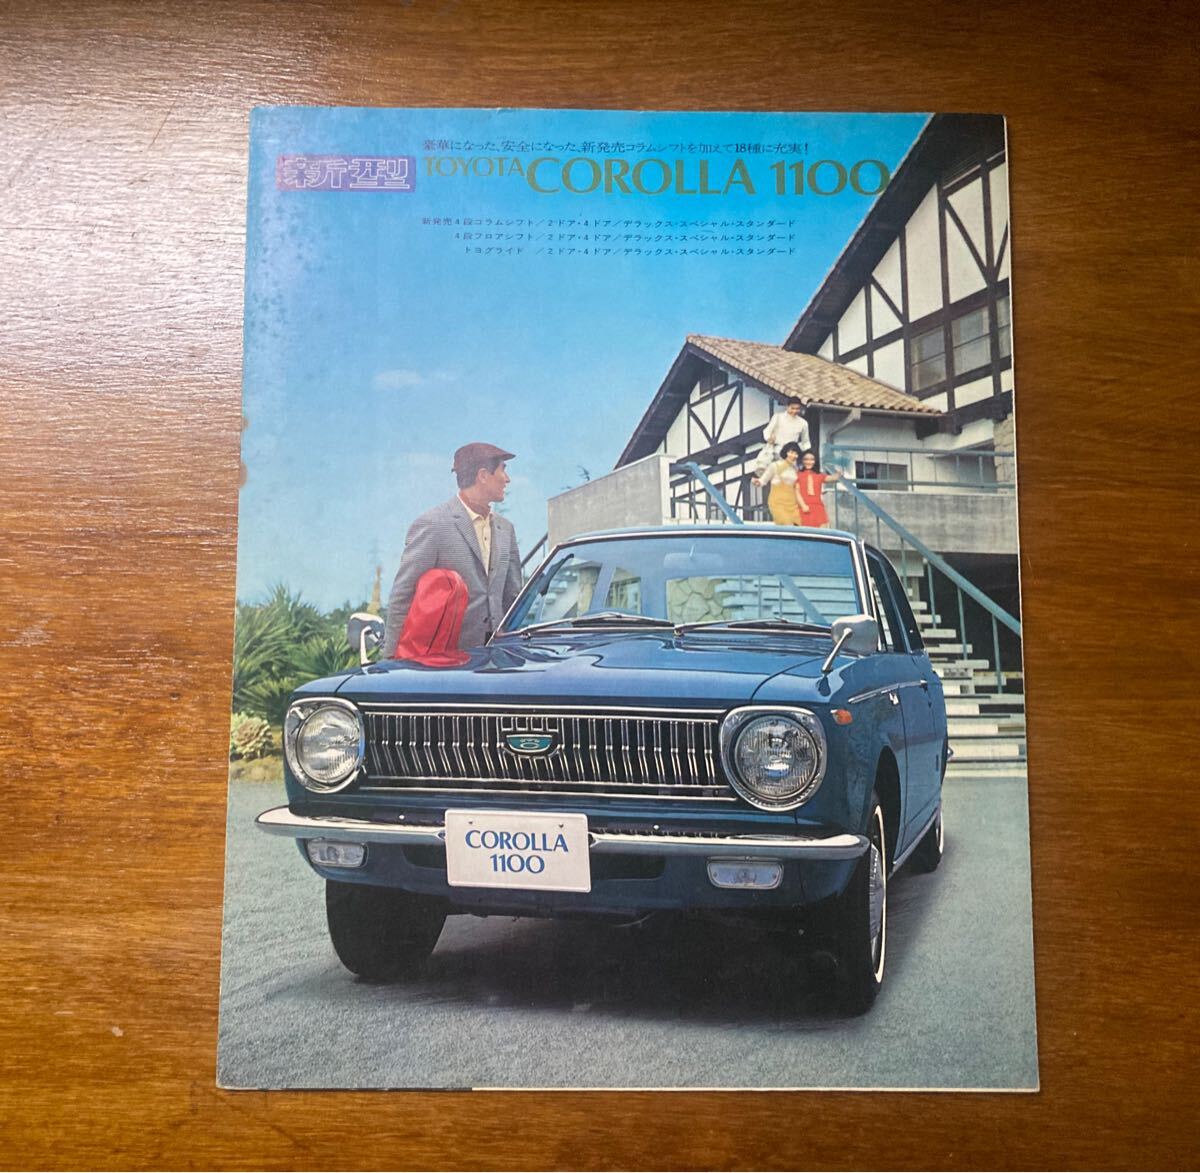 豪華になった、安全になった、新発売コラムシフトを加えて18種に充実!
新型
TOYOTA COROLLA 1100
新発売4段コラムシフト/2ドア・4ドア/デラックス・スペシャル・スタンダード
4段フロアシフト/2ドア・4ドア/デラックス・スペシャル・スタンダード
トヨグライド /2ドア・4ドア/デラックス・スペシャル・スタンダード
COROLLA
1100